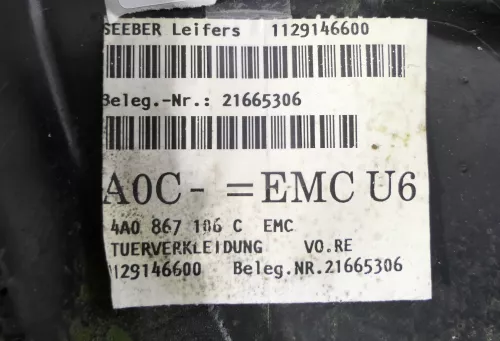 SEEBER Leifers 1129146600
Beleg.-Nr.: 21665306
A0C- =EMC U6
4A0 867 106 C EMC
TUERVERKLEIDUNG VO.RE
1129146600 Beleg.NR.21665306